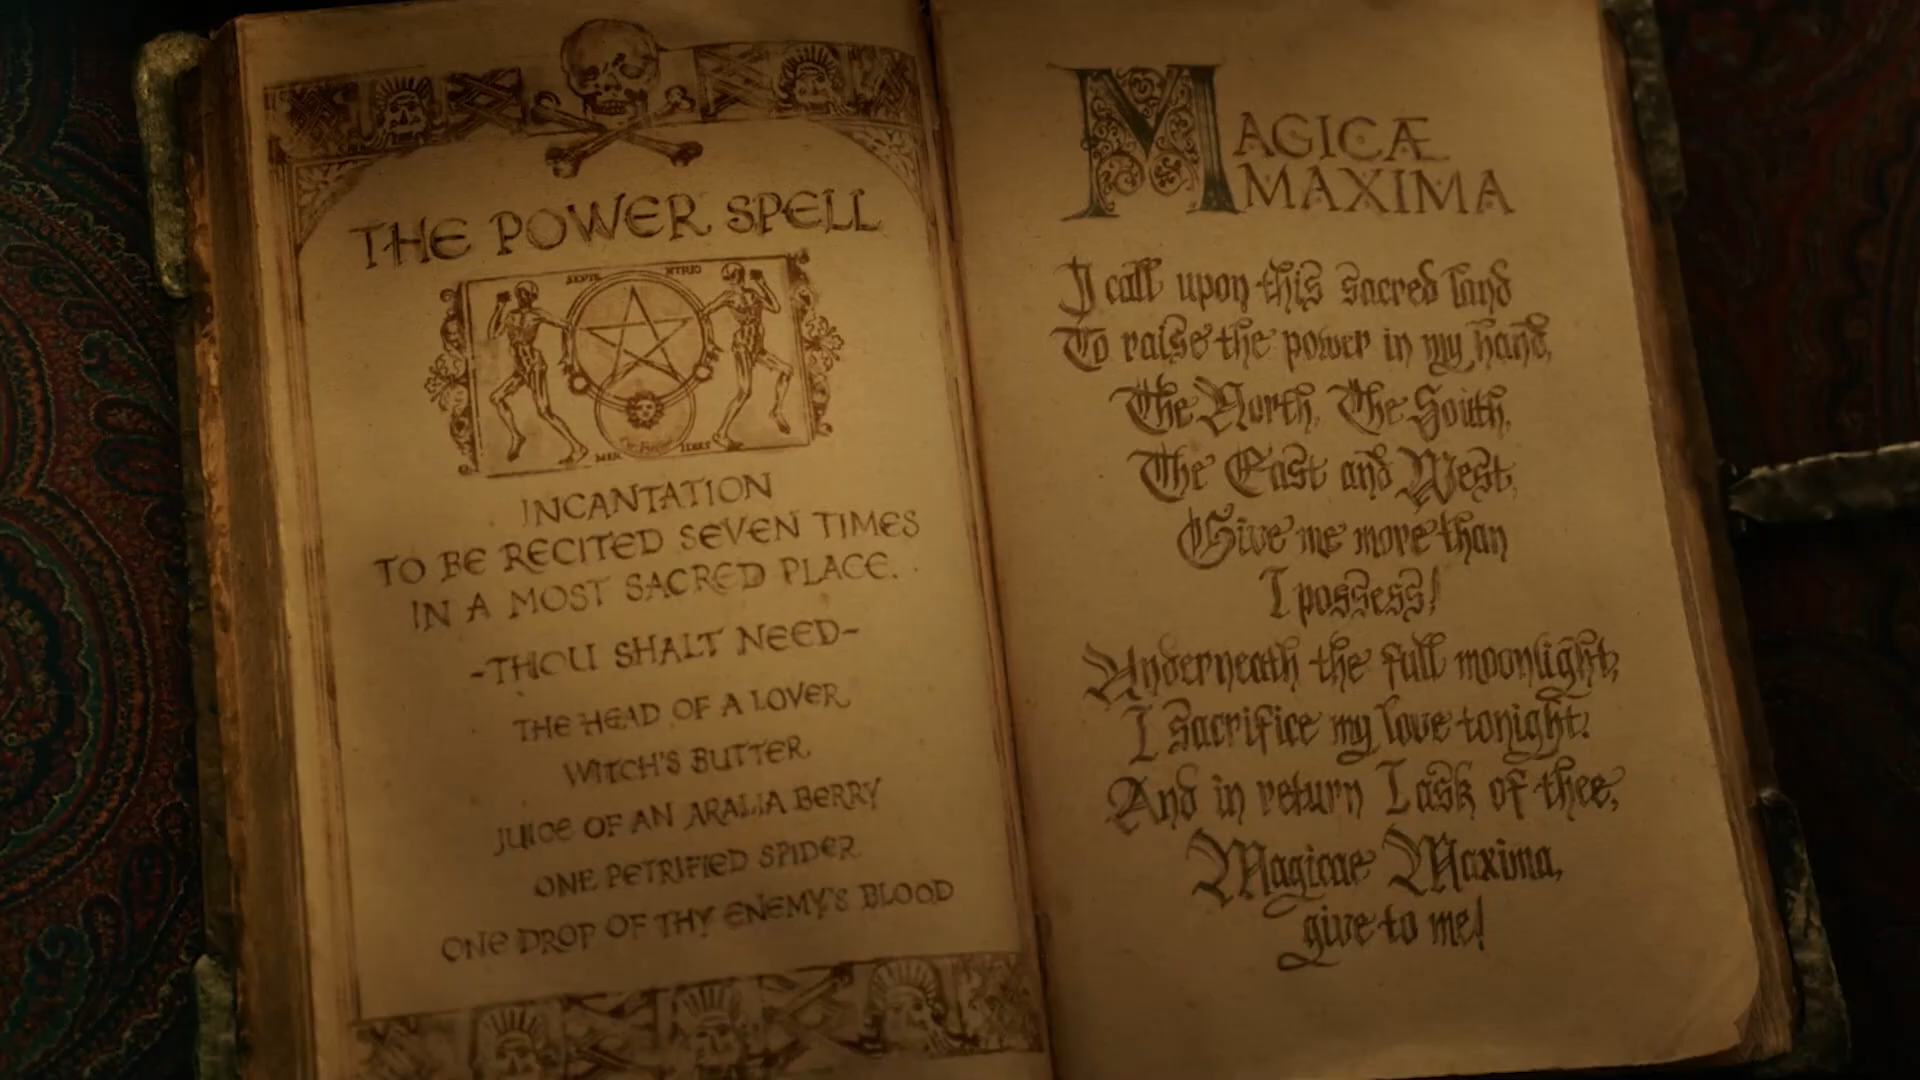 THE POWER SPELL
SEPTE NTRIO
MER IDIES
INCANTATION
TO BE RECITED SEVEN TIMES
IN A MOST SACRED PLACE.
-THOU SHALT NEED-
THE HEAD OF A LOVER
WITCH'S BUTTER
JUICE OF AN ARALIA BERRY
ONE PETRIFIED SPIDER
ONE DROP OF THY ENEMY'S BLOOD
MAGICÆ
MAXIMA
I call upon this sacred land
To raise the power in my hand,
The North, The South,
The East and West,
Give me more than
I possess!
Underneath the full moonlight,
I sacrifice my love tonight.
And in return I ask of thee,
Magicae Maxima,
give to me!